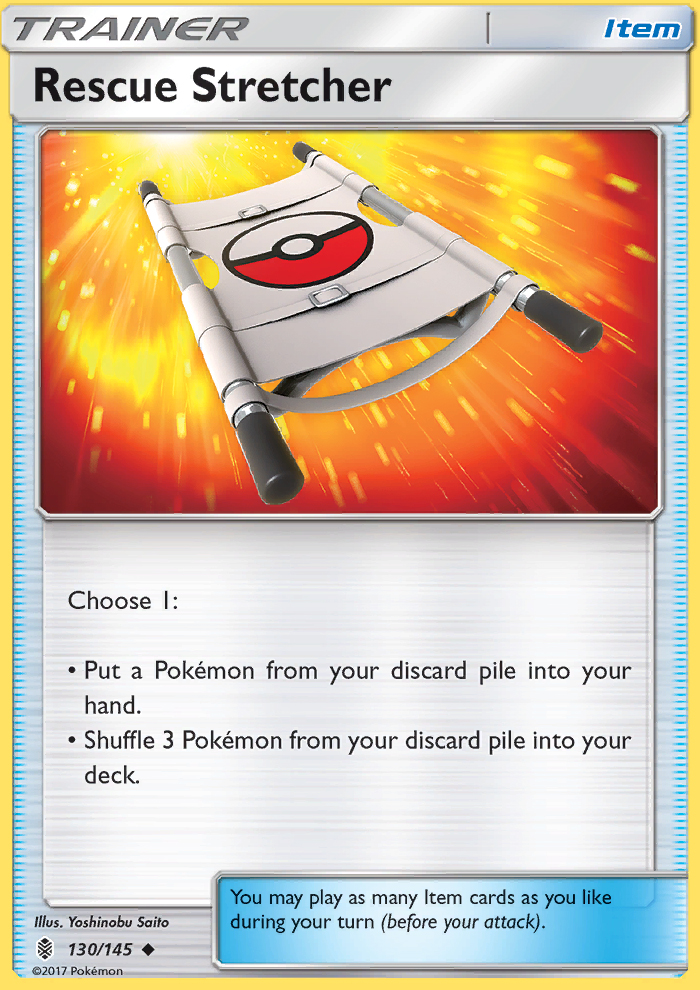 TRAINER
Item
Rescue Stretcher
Choose 1:
• Put a Pokémon from your discard pile into your
hand.
• Shuffle 3 Pokémon from your discard pile into your
deck.
You may play as many Item cards as you like
during your turn (before your attack).
Illus. Yoshinobu Saito
130/145 ◆
©2017 Pokémon